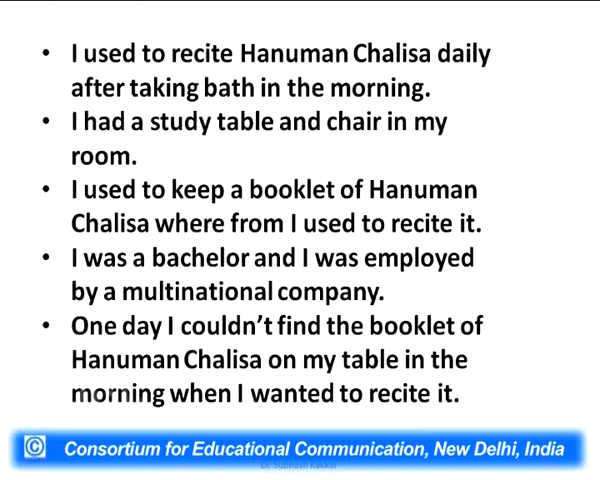 • I used to recite Hanuman Chalisa daily
after taking bath in the morning.
• I had a study table and chair in my
room.
• I used to keep a booklet of Hanuman
Chalisa where from I used to recite it.
• I was a bachelor and I was employed
by a multinational company.
• One day I couldn't find the booklet of
Hanuman Chalisa on my table in the
morning when I wanted to recite it.
© Consortium for Educational Communication, New Delhi, India
Dr. Subhash Kakkar